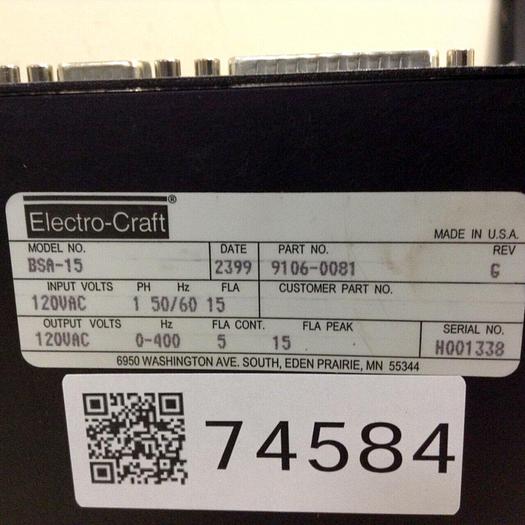 Electro-Craft ®
MADE IN U.S.A.
MODEL NO. DATE PART NO. REV
BSA-15 2399 9106-0081 G
INPUT VOLTS PH Hz FLA CUSTOMER PART NO.
120VAC 1 50/60 15
OUTPUT VOLTS Hz FLA CONT. FLA PEAK SERIAL NO.
120VAC 0-400 5 15 H001338
6950 WASHINGTON AVE. SOUTH, EDEN PRAIRIE, MN 55344
74584